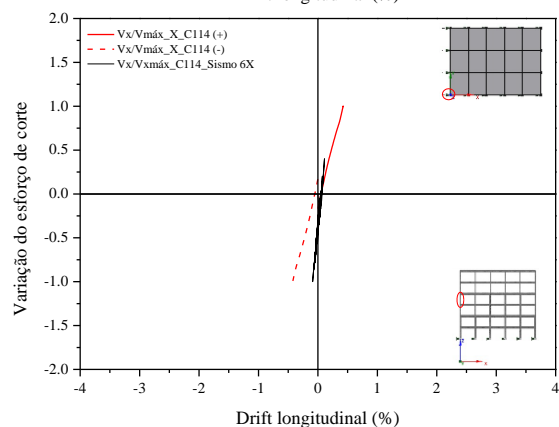 Vx/Vmáx_X_C114 (+)
Vx/Vmáx_X_C114 (-)
Vx/Vxmáx_C114_Sismo 6X
2.0
1.5
1.0
0.5
0.0
-0.5
-1.0
-1.5
-2.0
Variação do esforço de corte
-4 -3 -2 -1 0 1 2 3 4
Drift longitudinal (%)